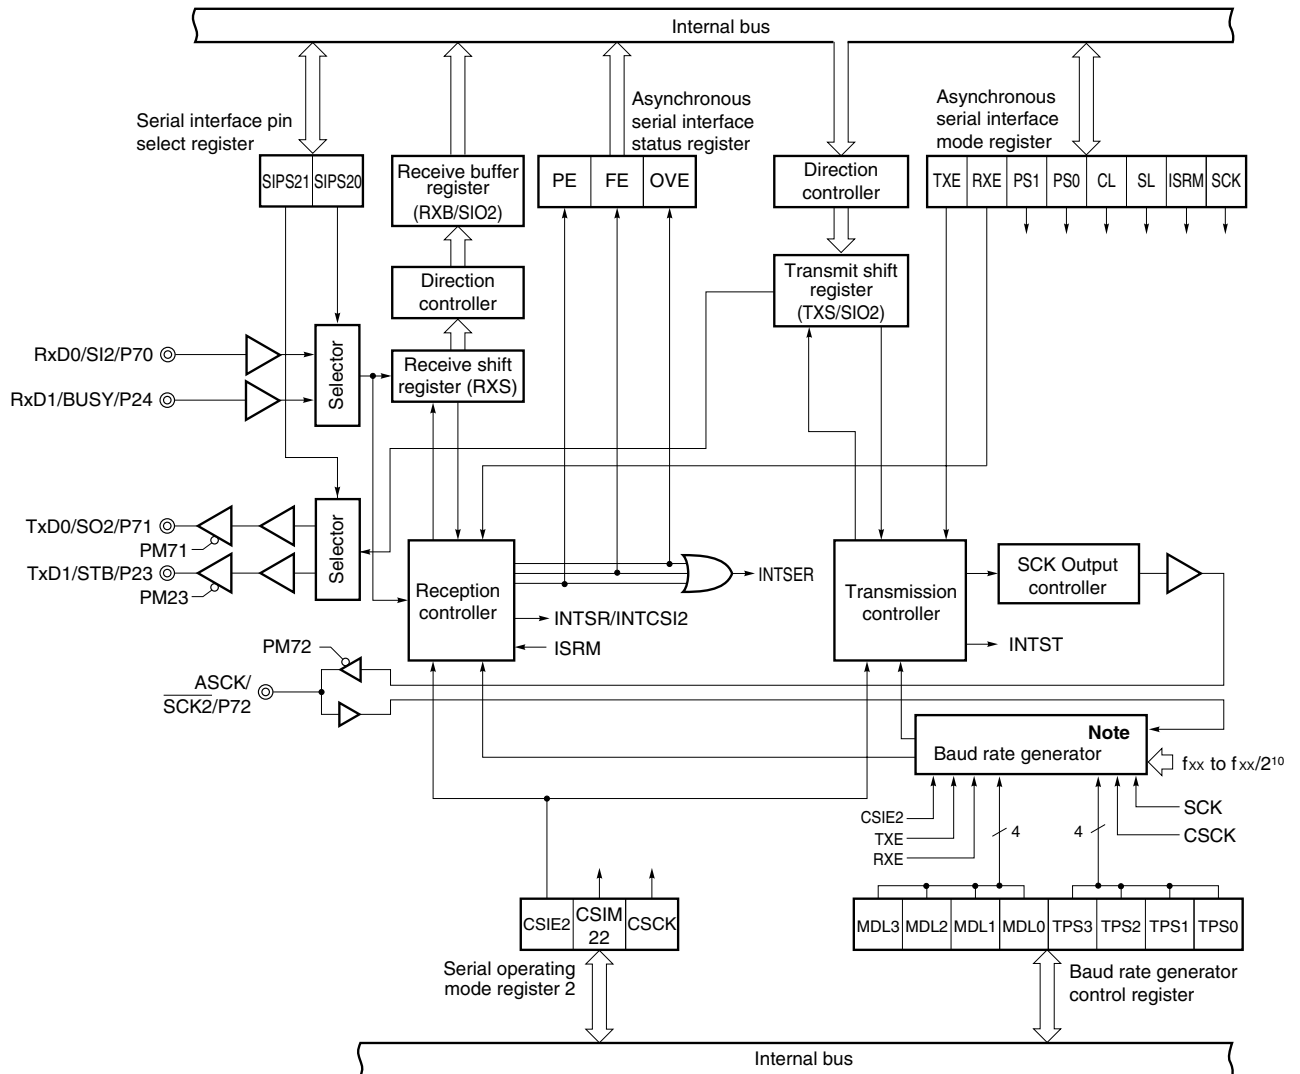 Internal bus
Serial interface pin
select register
Asynchronous
serial interface
status register
Asynchronous
serial interface
mode register
SIPS21 SIPS20
Receive buffer
register
(RXB/SIO2)
PE FE OVE
Direction
controller
TXE RXE PS1 PS0 CL SL ISRM SCK
Direction
controller
Transmit shift
register
(TXS/SIO2)
RxD0/SI2/P70
RxD1/BUSY/P24
Selector
Receive shift
register (RXS)
TxD0/SO2/P71
PM71
TxD1/STB/P23
PM23
Selector
Reception
controller
INTSER
INTSR/INTCSI2
ISRM
Transmission
controller
SCK Output
controller
INTST
PM72
ASCK/
SCK2/P72
Note
Baud rate generator
fxx to fxx/2¹⁰
CSIE2
TXE
RXE
4
4
SCK
CSCK
CSIE2 CSIM
22 CSCK
MDL3 MDL2 MDL1 MDL0 TPS3 TPS2 TPS1 TPS0
Serial operating
mode register 2
Baud rate generator
control register
Internal bus